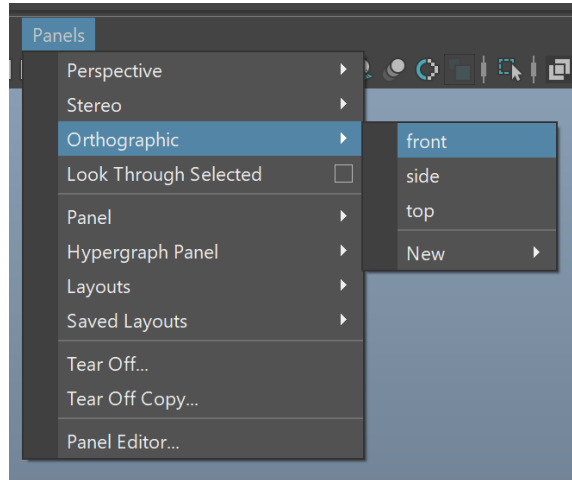 Panels
Perspective
Stereo
Orthographic
Look Through Selected
Panel
Hypergraph Panel
Layouts
Saved Layouts
Tear Off...
Tear Off Copy...
Panel Editor...
front
side
top
New